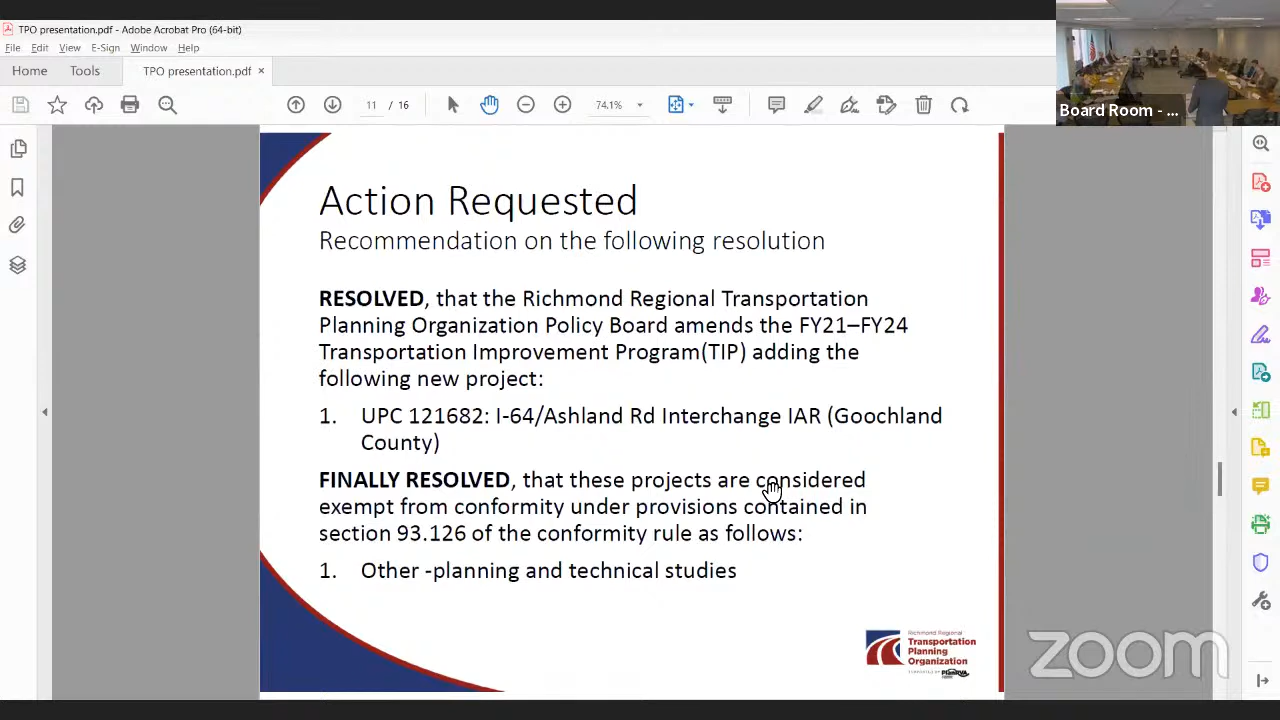 TPO presentation.pdf - Adobe Acrobat Pro (64-bit)
File Edit View E-Sign Window Help
Home Tools TPO presentation.pdf ×
11 / 16 74.1%
Board Room - ...
Action Requested
Recommendation on the following resolution
RESOLVED, that the Richmond Regional Transportation
Planning Organization Policy Board amends the FY21–FY24
Transportation Improvement Program(TIP) adding the
following new project:
1. UPC 121682: I-64/Ashland Rd Interchange IAR (Goochland
County)
FINALLY RESOLVED, that these projects are considered
exempt from conformity under provisions contained in
section 93.126 of the conformity rule as follows:
1. Other -planning and technical studies
Richmond Regional
Transportation
Planning
Organization
PlanRVA
zoom